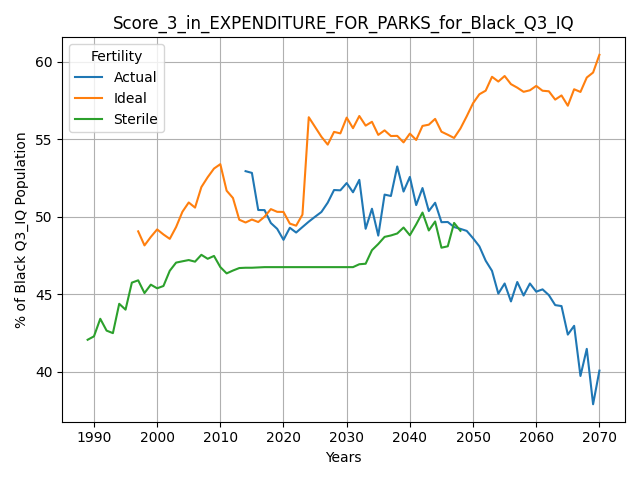 Score_3_in_EXPENDITURE_FOR_PARKS_for_Black_Q3_IQ
Fertility
Actual
Ideal
Sterile
% of Black Q3_IQ Population
60
55
50
45
40
1990
2000
2010
2020
2030
2040
2050
2060
2070
Years